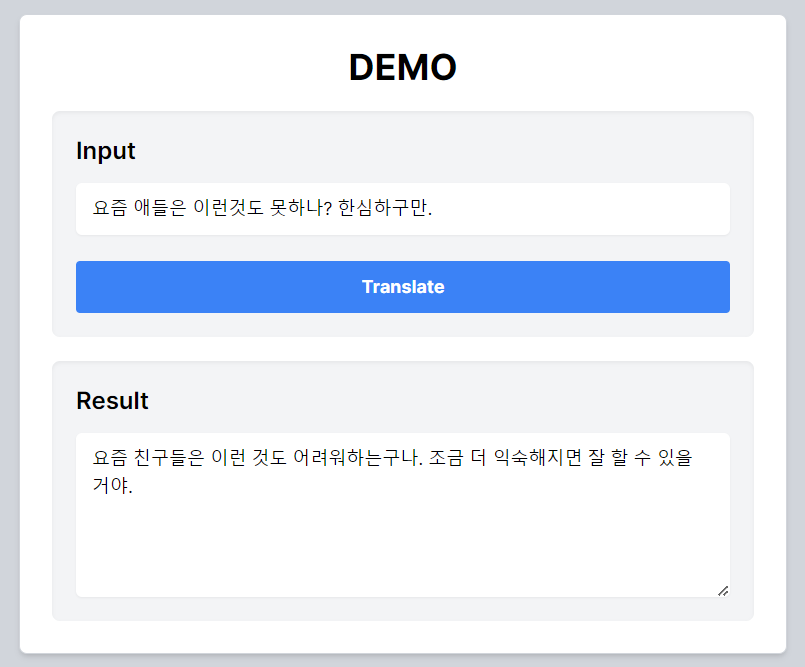 DEMO
Input
요즘 애들은 이런것도 못하나? 한심하구만.
Translate
Result
요즘 친구들은 이런 것도 어려워하는구나. 조금 더 익숙해지면 잘 할 수 있을
거야.